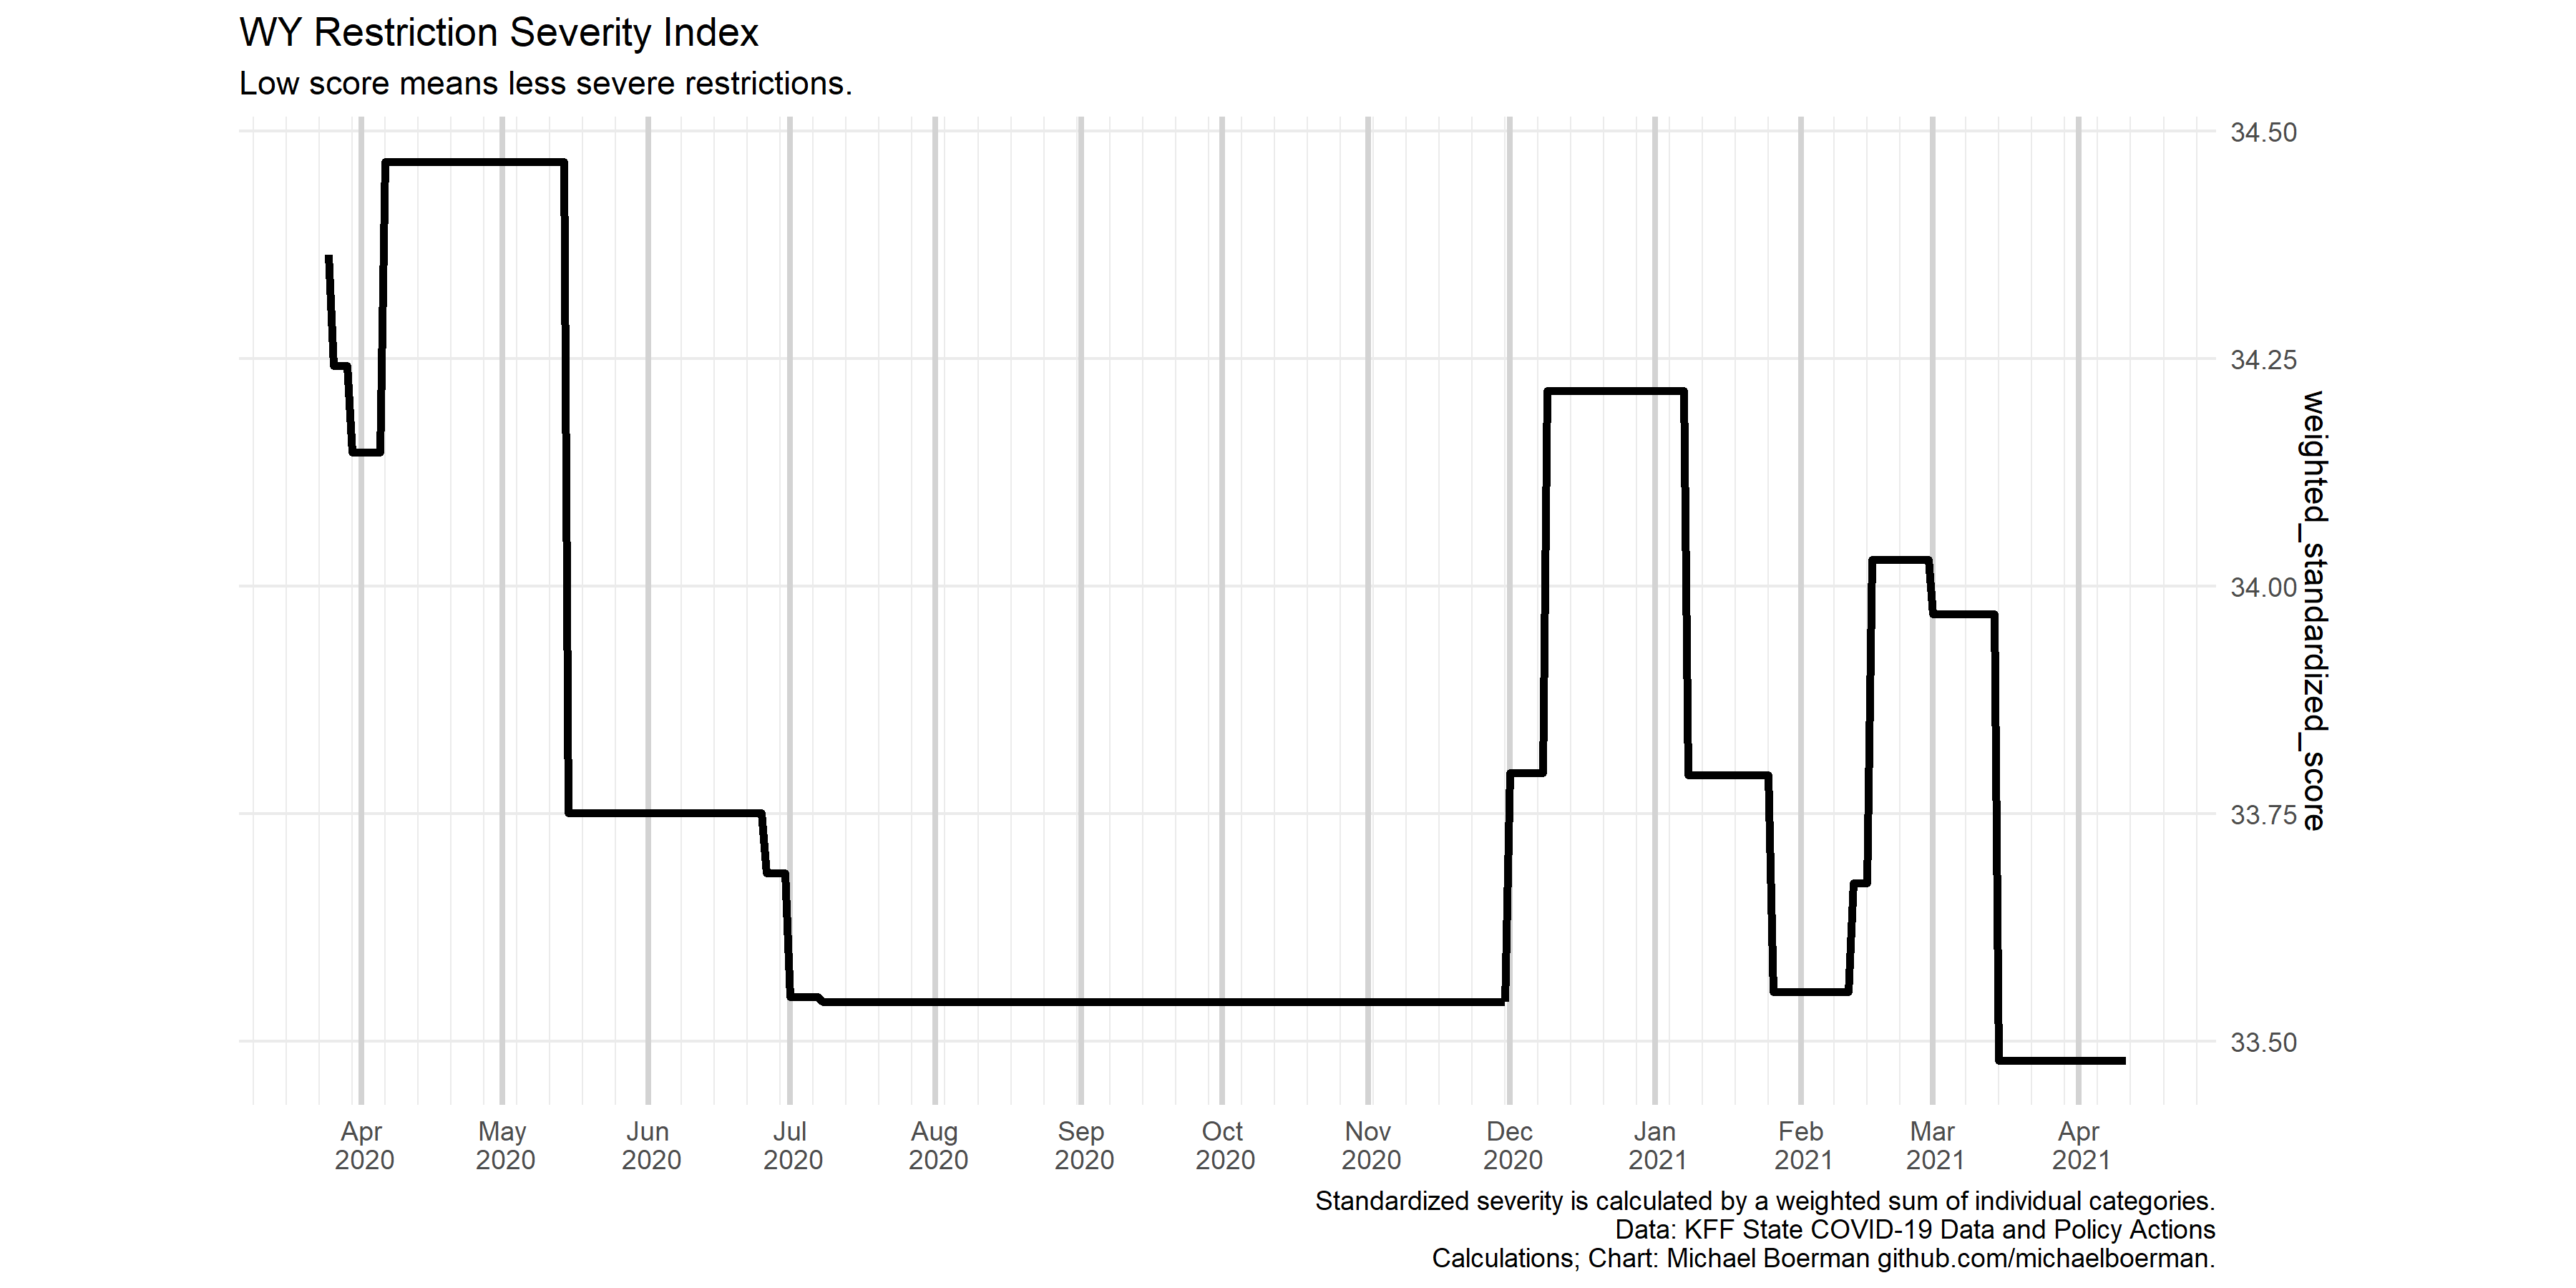 WY Restriction Severity Index
Low score means less severe restrictions.
34.50
34.25
34.00
33.75
33.50
weighted_standardized_score
Apr
2020
May
2020
Jun
2020
Jul
2020
Aug
2020
Sep
2020
Oct
2020
Nov
2020
Dec
2020
Jan
2021
Feb
2021
Mar
2021
Apr
2021
Standardized severity is calculated by a weighted sum of individual categories.
Data: KFF State COVID-19 Data and Policy Actions
Calculations; Chart: Michael Boerman github.com/michaelboerman.